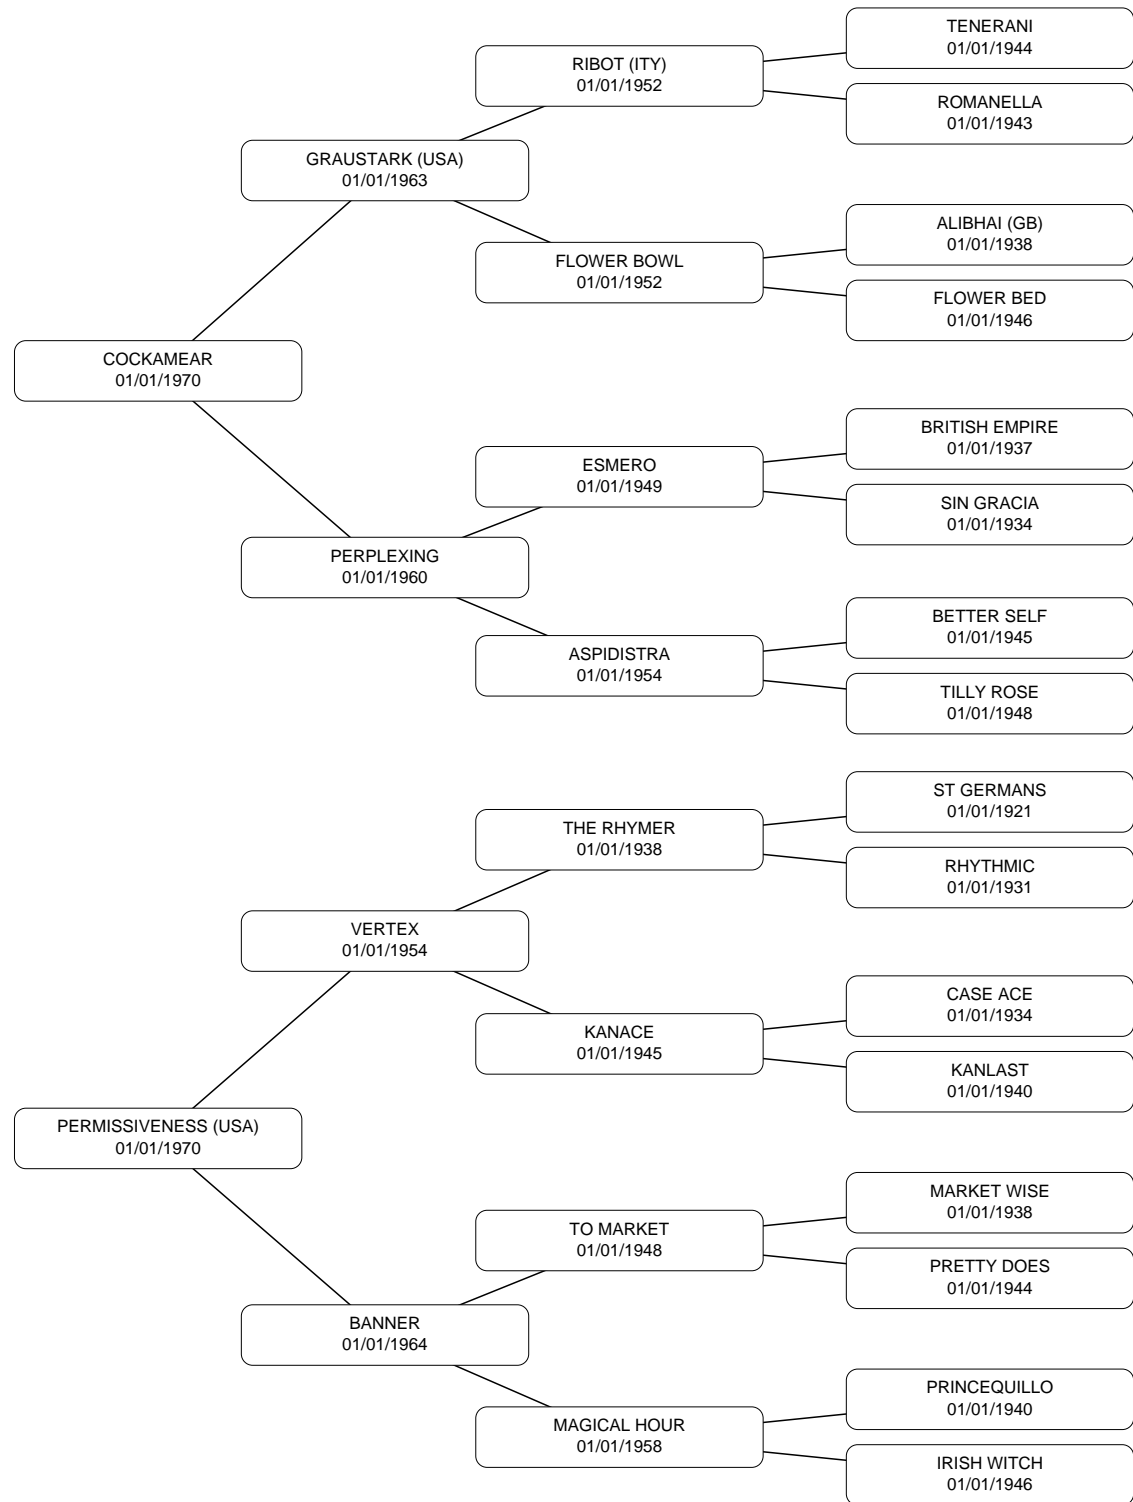 TENERANI
01/01/1944
RIBOT (ITY)
01/01/1952
ROMANELLA
01/01/1943
GRAUSTARK (USA)
01/01/1963
ALIBHAI (GB)
01/01/1938
FLOWER BOWL
01/01/1952
FLOWER BED
01/01/1946
COCKAMEAR
01/01/1970
BRITISH EMPIRE
01/01/1937
ESMERO
01/01/1949
SIN GRACIA
01/01/1934
PERPLEXING
01/01/1960
BETTER SELF
01/01/1945
ASPIDISTRA
01/01/1954
TILLY ROSE
01/01/1948
ST GERMANS
01/01/1921
THE RHYMER
01/01/1938
RHYTHMIC
01/01/1931
VERTEX
01/01/1954
CASE ACE
01/01/1934
KANACE
01/01/1945
KANLAST
01/01/1940
PERMISSIVENESS (USA)
01/01/1970
MARKET WISE
01/01/1938
TO MARKET
01/01/1948
PRETTY DOES
01/01/1944
BANNER
01/01/1964
PRINCEQUILLO
01/01/1940
MAGICAL HOUR
01/01/1958
IRISH WITCH
01/01/1946